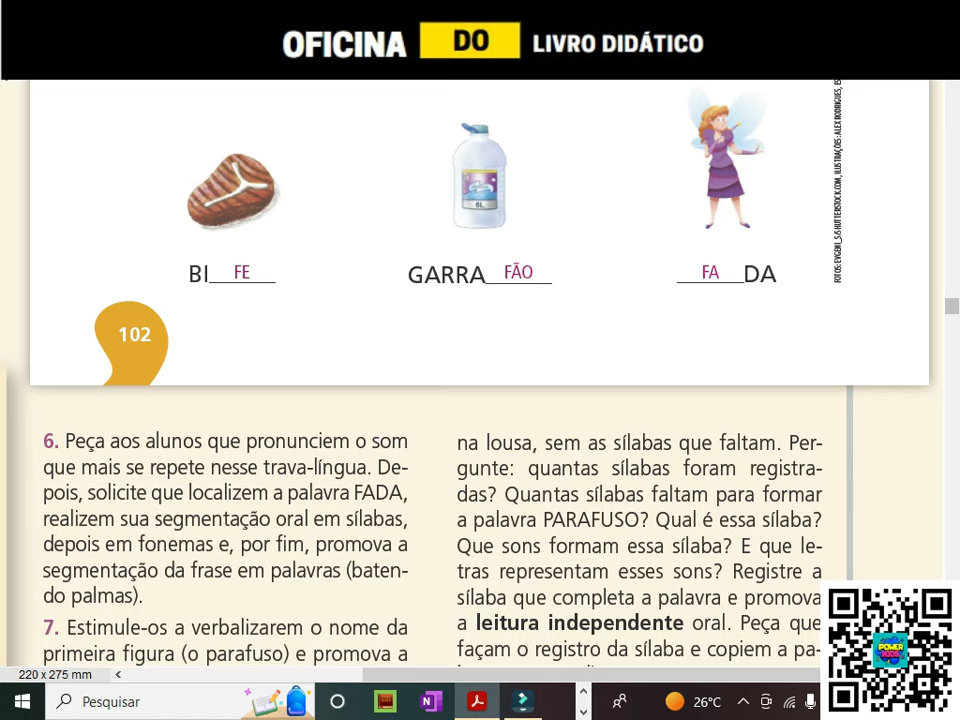 OFICINA DO LIVRO DIDÁTICO
BI FE
GARRA FÃO
FA DA
102
6. Peça aos alunos que pronunciem o som
que mais se repete nesse trava-língua. De-
pois, solicite que localizem a palavra FADA,
realizem sua segmentação oral em sílabas,
depois em fonemas e, por fim, promova a
segmentação da frase em palavras (baten-
do palmas).
7. Estimule-os a verbalizarem o nome da
primeira figura (o parafuso) e promova a
na lousa, sem as sílabas que faltam. Per-
gunte: quantas sílabas foram registra-
das? Quantas sílabas faltam para formar
a palavra PARAFUSO? Qual é essa sílaba?
Que sons formam essa sílaba? E que le-
tras representam esses sons? Registre a
sílaba que completa a palavra e promova
a leitura independente oral. Peça que
façam o registro da sílaba e copiem a pa-
POWER
KIDS
220 x 275 mm
Pesquisar
26°C